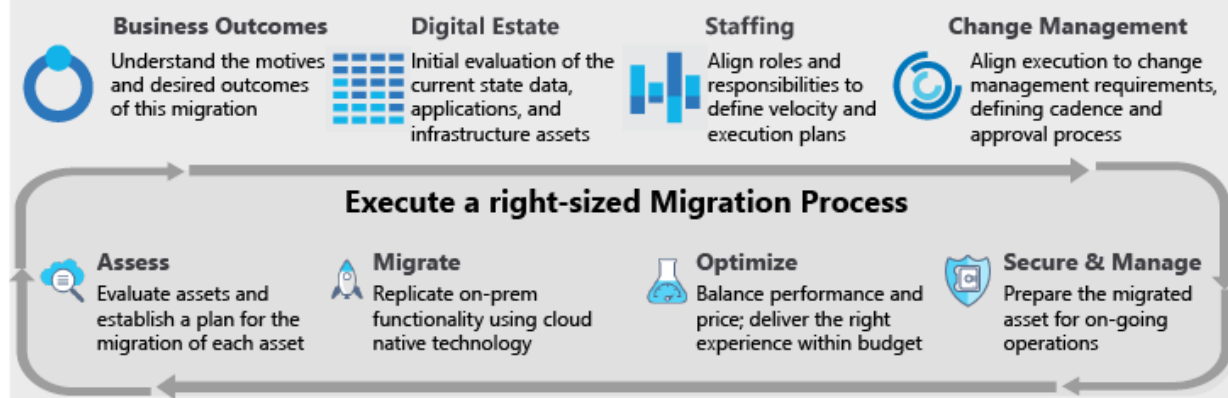 Business Outcomes
Understand the motives
and desired outcomes
of this migration
Digital Estate
Initial evaluation of the
current state data,
applications, and
infrastructure assets
Staffing
Align roles and
responsibilities to
define velocity and
execution plans
Change Management
Align execution to change
management requirements,
defining cadence and
approval process
Execute a right-sized Migration Process
Assess
Evaluate assets and
establish a plan for the
migration of each asset
Migrate
Replicate on-prem
functionality using cloud
native technology
Optimize
Balance performance and
price; deliver the right
experience within budget
Secure & Manage
Prepare the migrated
asset for on-going
operations